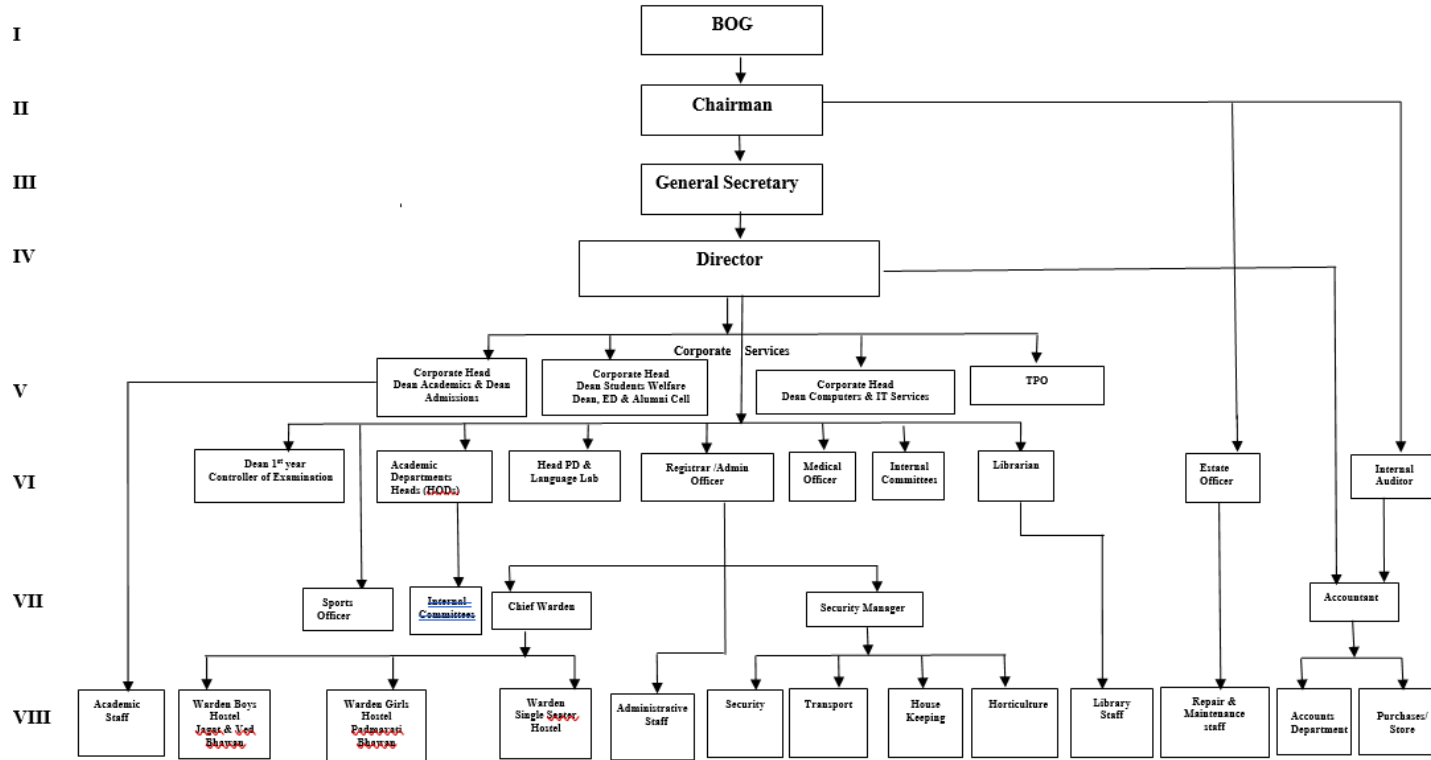 I
BOG
II
Chairman
III
General Secretary
IV
Director
Corporate Services
V
Corporate Head
Dean Academics & Dean
Admissions
Corporate Head
Dean Students Welfare
Dean, ED & Alumni Cell
Corporate Head
Dean Computers & IT Services
TPO
VI
Dean 1st year
Controller of Examination
Academic
Departments
Heads (HODs)
Head PD &
Language Lab
Registrar /Admin
Officer
Medical
Officer
Internal
Committees
Librarian
Estate
Officer
Internal
Auditor
VII
Sports
Officer
Internal
Committees
Chief Warden
Security Manager
Accountant
VIII
Academic
Staff
Warden Boys
Hostel
Jagat & Ved
Bhawan
Warden Girls
Hostel
Padmavati
Bhawan
Warden
Single Seater
Hostel
Administrative
Staff
Security
Transport
House
Keeping
Horticulture
Library
Staff
Repair &
Maintenance
staff
Accounts
Department
Purchases/
Store